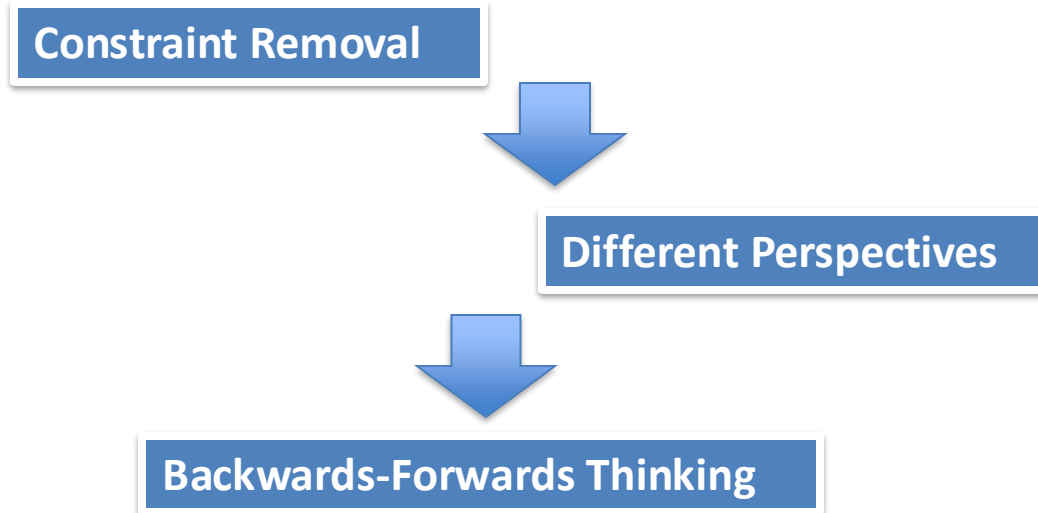 Constraint Removal
Different Perspectives
Backwards-Forwards Thinking